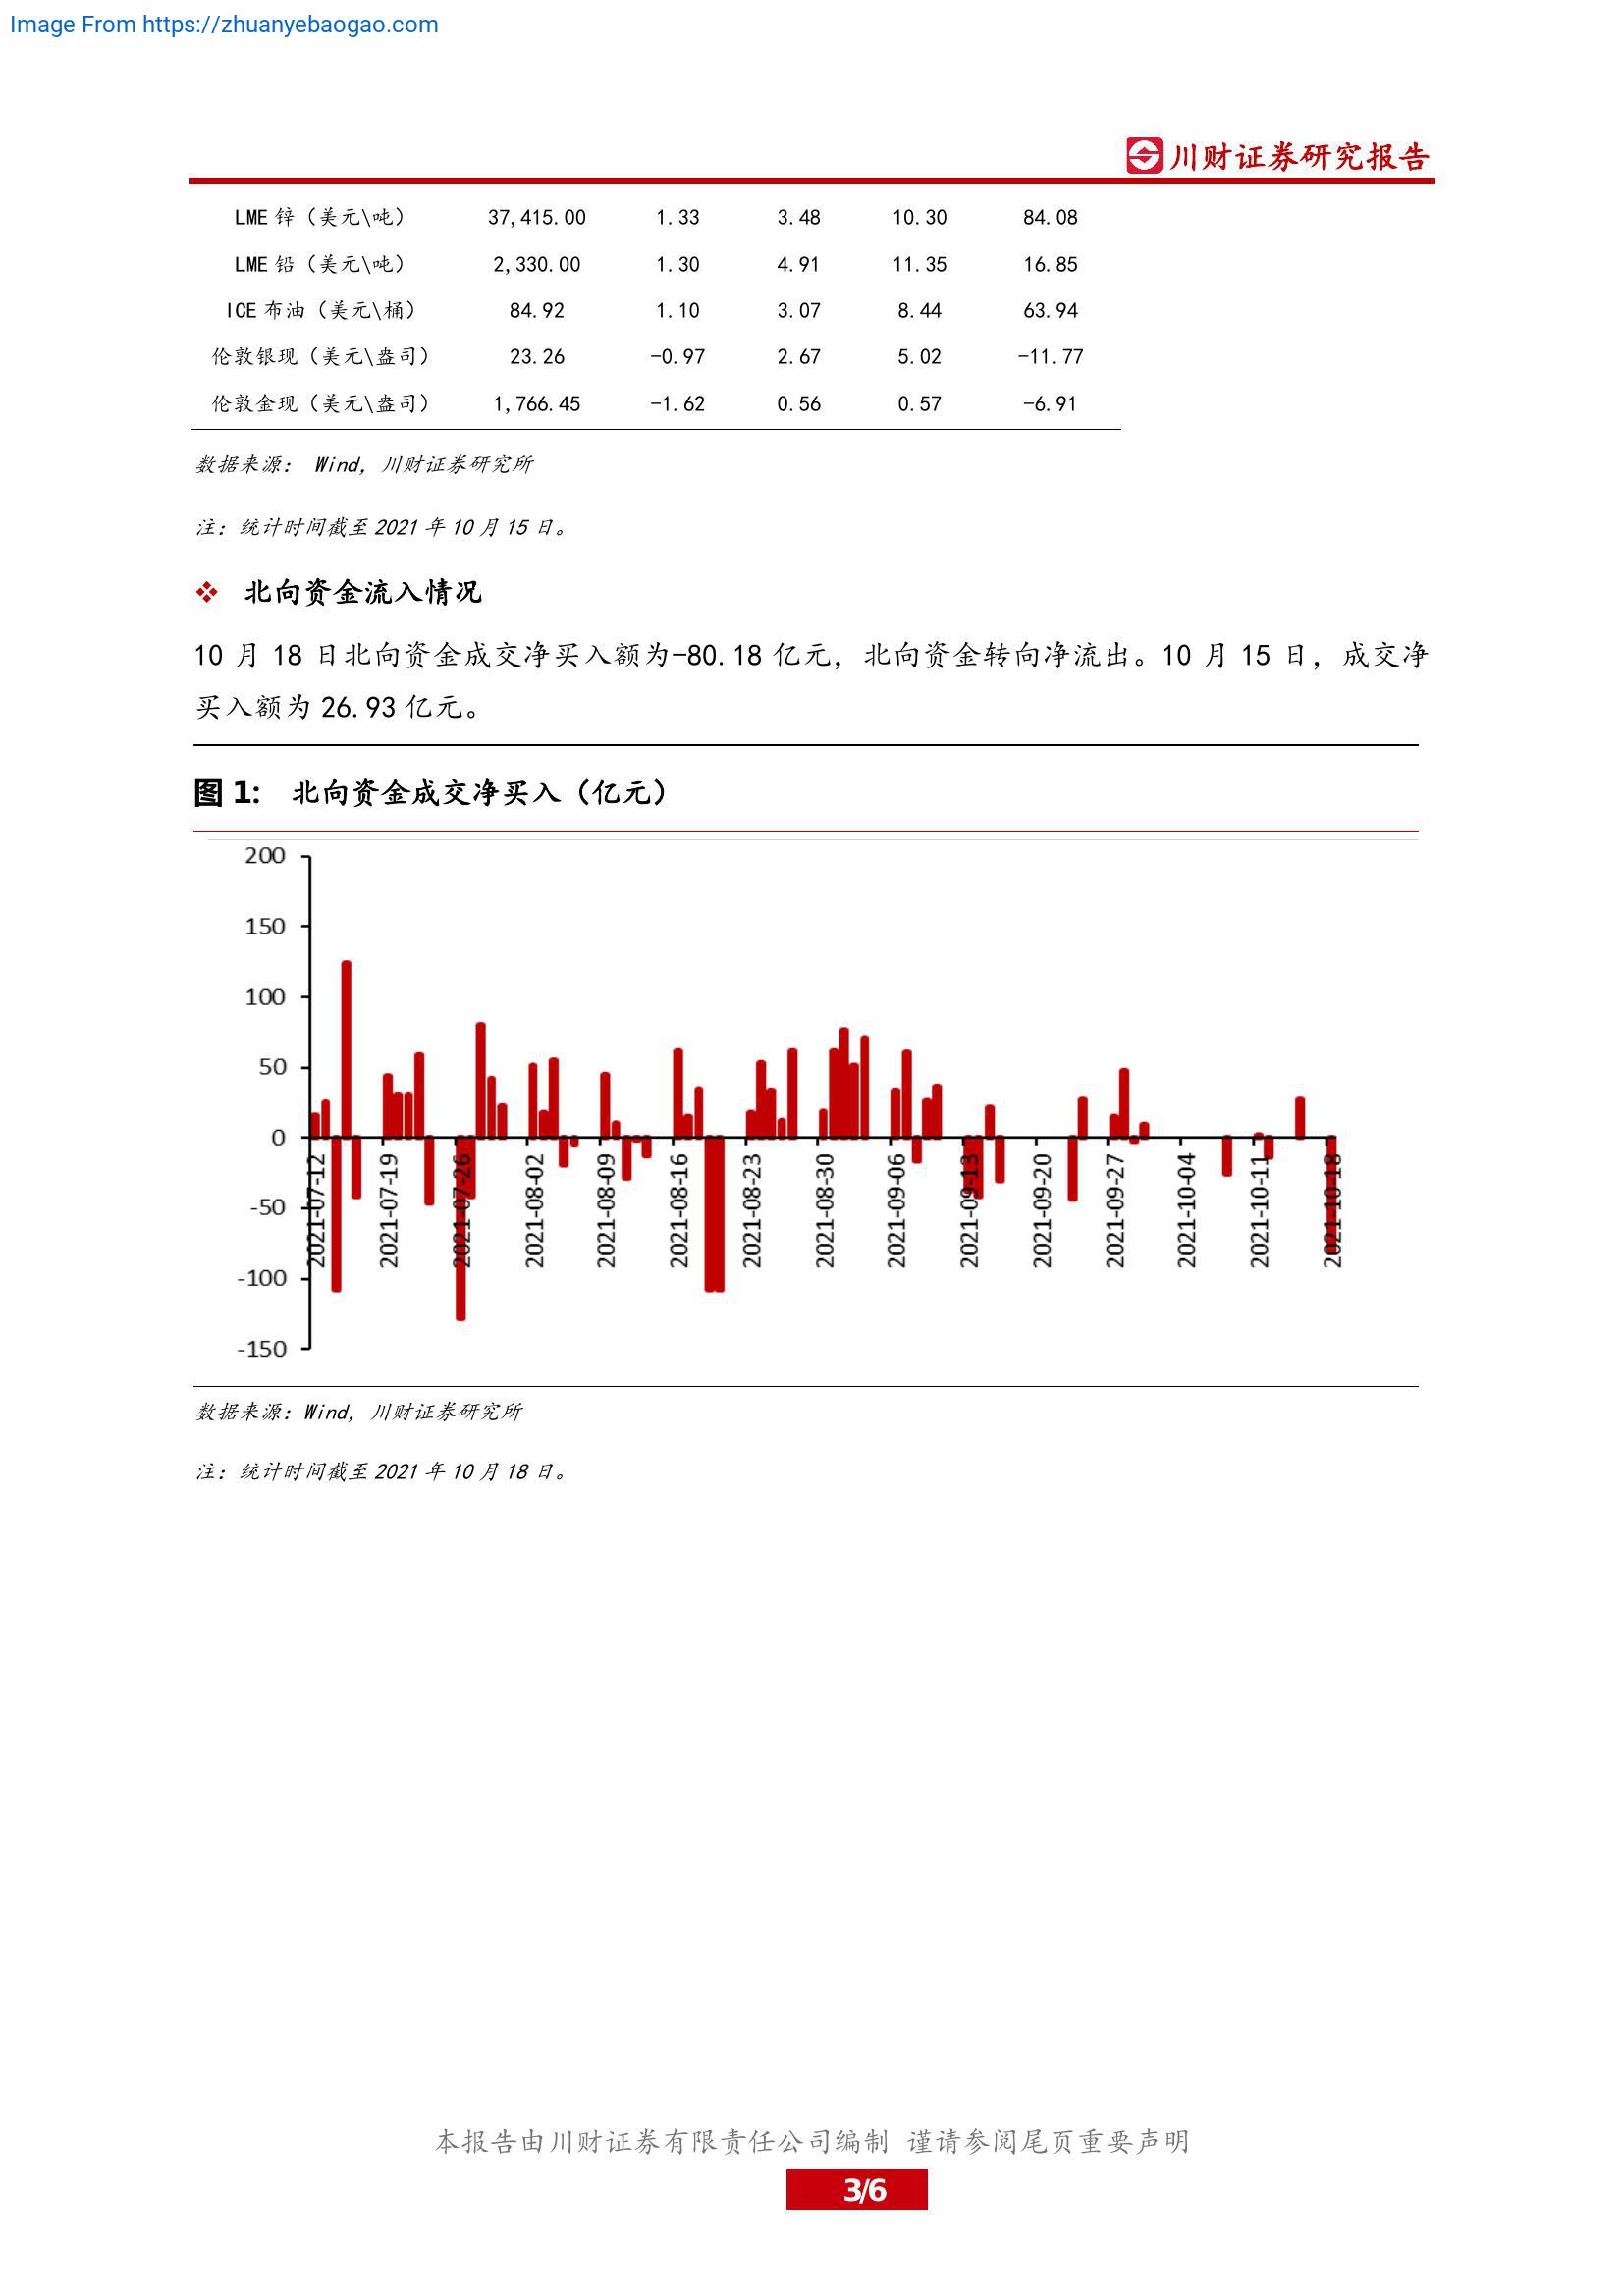 Image From https://zhuanyebaogao.com
川财证券研究报告
LME 锌（美元\吨） 37,415.00 1.33 3.48 10.30 84.08
LME 铅（美元\吨） 2,330.00 1.30 4.91 11.35 16.85
ICE 布油（美元\桶） 84.92 1.10 3.07 8.44 63.94
伦敦银现（美元\盎司） 23.26 -0.97 2.67 5.02 -11.77
伦敦金现（美元\盎司） 1,766.45 -1.62 0.56 0.57 -6.91
数据来源： Wind，川财证券研究所
注：统计时间截至 2021 年 10 月 15 日。
❖ 北向资金流入情况
10 月 18 日北向资金成交净买入额为-80.18 亿元，北向资金转向净流出。10 月 15 日，成交净
买入额为 26.93 亿元。
图 1: 北向资金成交净买入（亿元）
200
150
100
50
0
-50
-100
-150
2021-07-12
2021-07-19
2021-07-26
2021-08-02
2021-08-09
2021-08-16
2021-08-23
2021-08-30
2021-09-06
2021-09-13
2021-09-20
2021-09-27
2021-10-04
2021-10-11
2021-10-18
数据来源：Wind，川财证券研究所
注：统计时间截至 2021 年 10 月 18 日。
本报告由川财证券有限责任公司编制 谨请参阅尾页重要声明
3/6